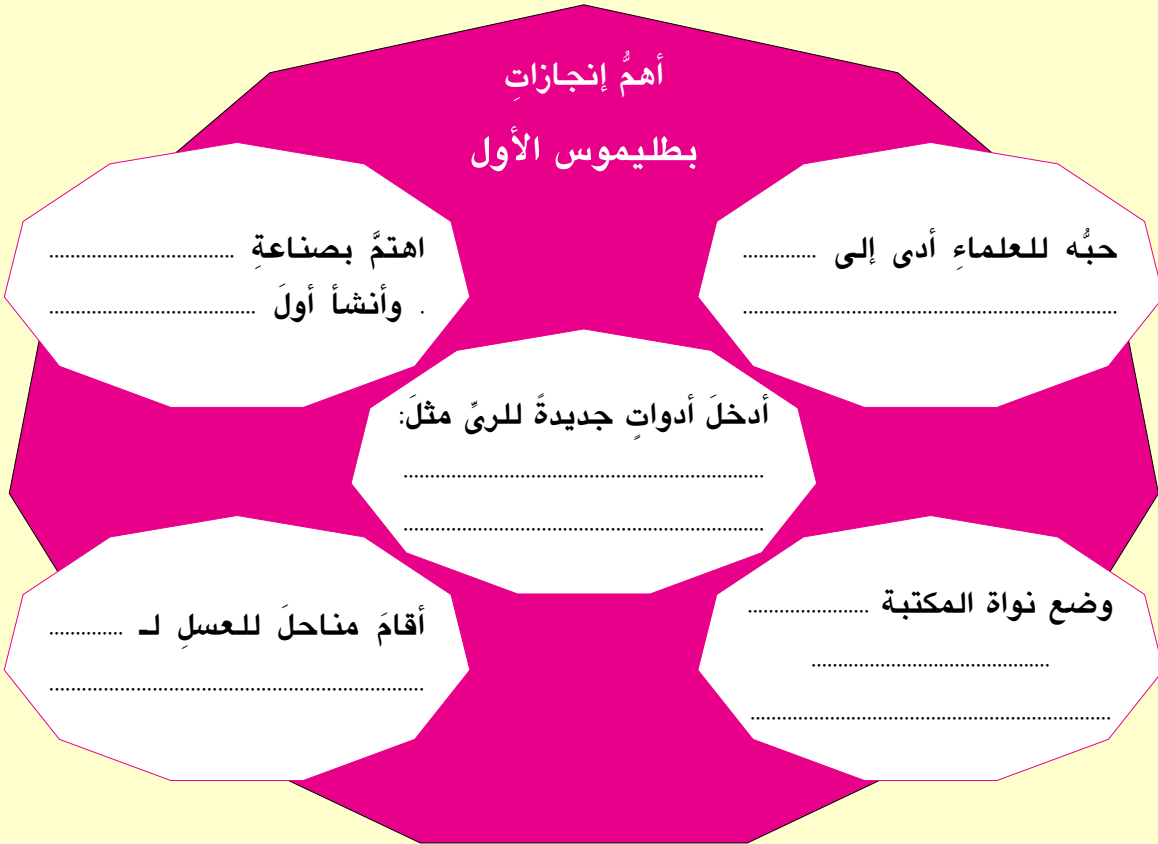 أهمُّ إنجازاتِ
بطليموس الأول
حبُّه للعلماءِ أدى إلى ..............
.......................................................................
اهتمَّ بصناعةِ ...................................
. وأنشأ أولَ .......................................
أدخلَ أدواتٍ جديدةً للرىِّ مثلَ:
....................................................................
....................................................................
وضع نواة المكتبة .......................
.............................................
....................................................................
أقامَ مناحلَ للعسلِ لـ ..............
.......................................................................